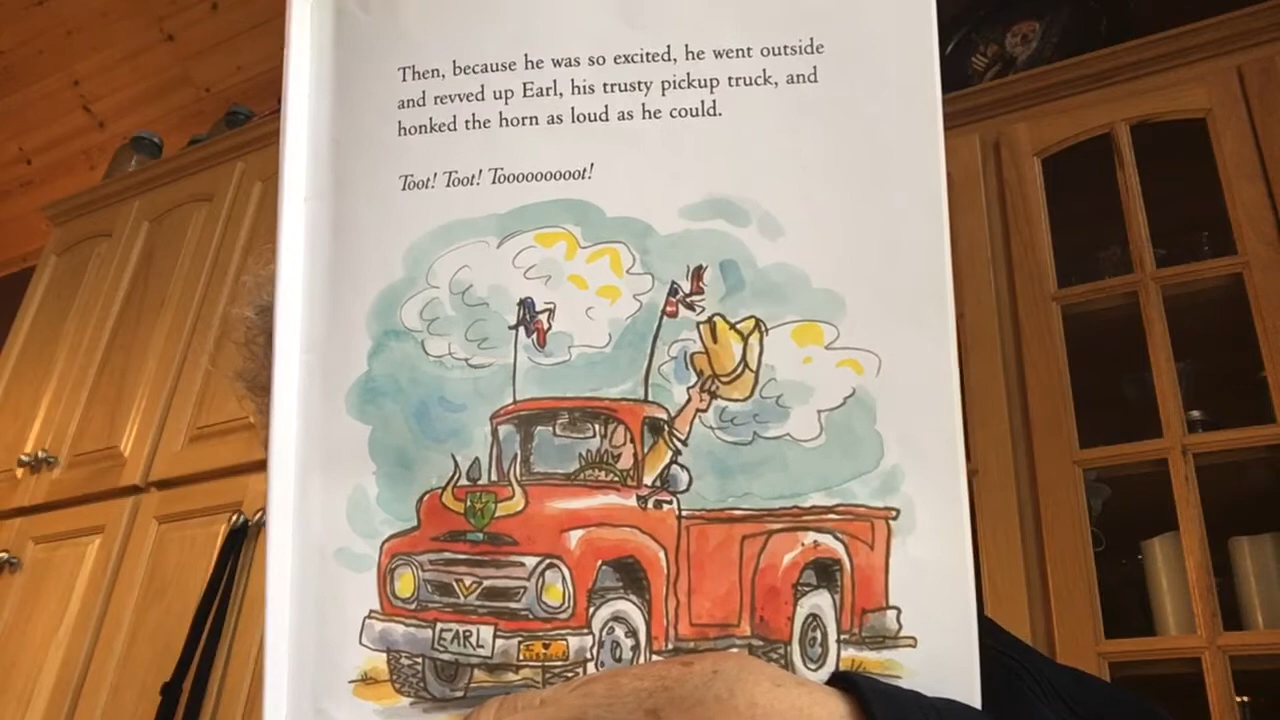 Then, because he was so excited, he went outside
and revved up Earl, his trusty pickup truck, and
honked the horn as loud as he could.
Toot! Toot! Tooooooooot!
EARL